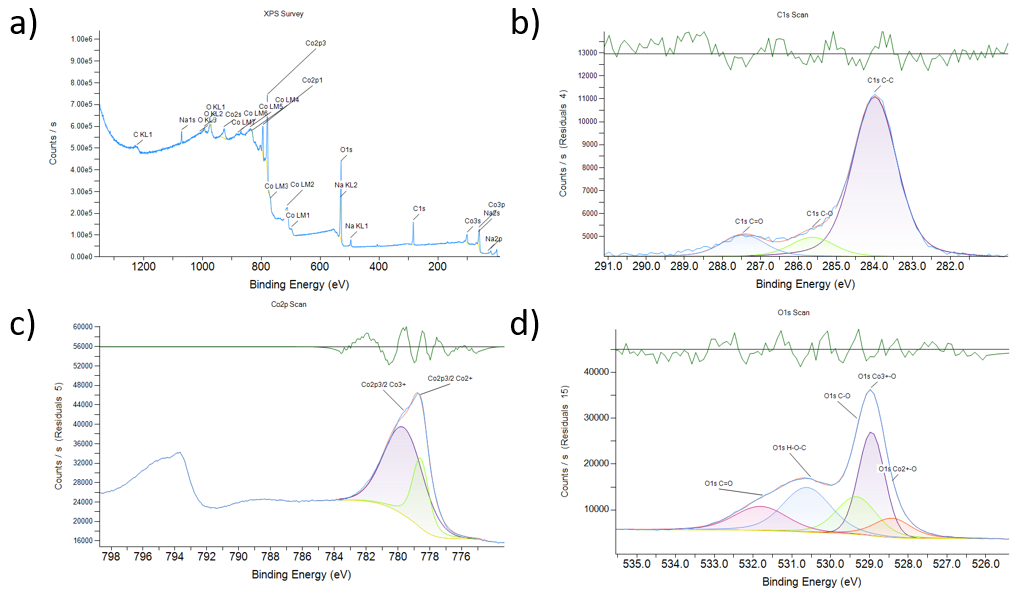 a)
XPS Survey
1.00e6
9.00e5
8.00e5
7.00e5
6.00e5
5.00e5
4.00e5
3.00e5
2.00e5
1.00e5
0.00e0
Counts / s
Co2p3
Co2p1
Co LM4
Co LM5
Co LM6
Co LM7
Co2s
O KL1
O KL2
O KL3
Na1s
C KL1
Co LM3
Co LM2
Co LM1
O1s
Na KL2
Na KL1
C1s
Co3s
Co3p
Na2s
Na2p
1200 1000 800 600 400 200
Binding Energy (eV)
b)
C1s Scan
13000
12000
11000
10000
9000
8000
7000
6000
5000
Counts / s (Residuals 4)
C1s C-C
C1s C=O
C1s C-O
291.0 290.0 289.0 288.0 287.0 286.0 285.0 284.0 283.0 282.0
Binding Energy (eV)
c)
Co2p Scan
60000
56000
52000
48000
44000
40000
36000
32000
28000
24000
20000
16000
Counts / s (Residuals 5)
Co2p3/2 Co3+
Co2p3/2 Co2+
798 796 794 792 790 788 786 784 782 780 778 776
Binding Energy (eV)
d)
O1s Scan
40000
30000
20000
10000
Counts / s (Residuals 15)
O1s Co3+-O
O1s C-O
O1s H-O-C
O1s C=O
O1s Co2+-O
535.0 534.0 533.0 532.0 531.0 530.0 529.0 528.0 527.0 526.0
Binding Energy (eV)